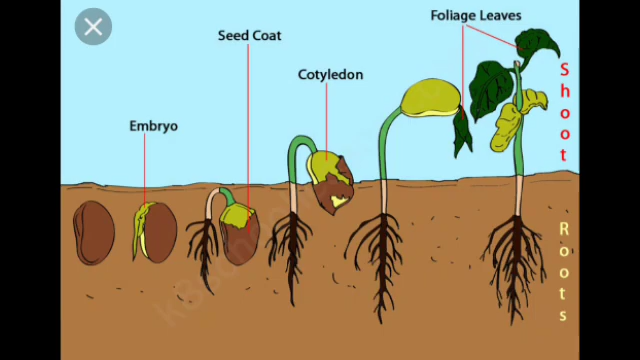 Foliage Leaves
Seed Coat
Cotyledon
Embryo
Shoot
Roots